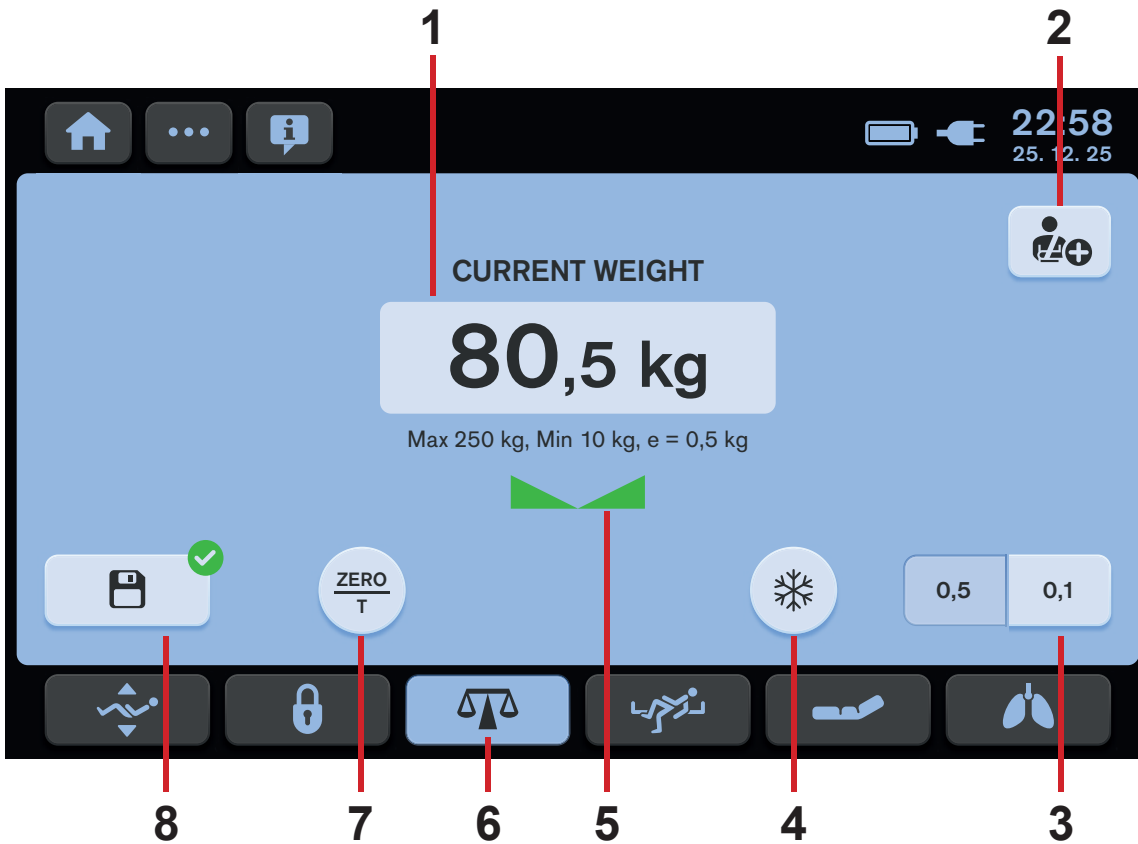 1 2
22:58
25. 12. 25
CURRENT WEIGHT
80,5 kg
Max 250 kg, Min 10 kg, e = 0,5 kg
ZERO
T
0,5 0,1
8 7 6 5 4 3